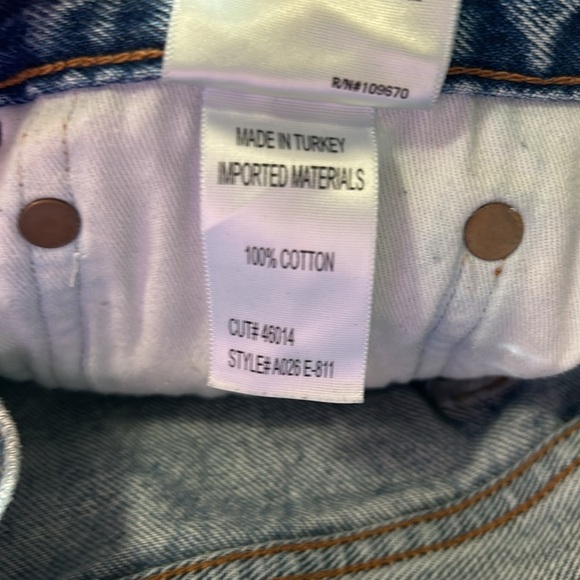 R/N#109670
MADE IN TURKEY
IMPORTED MATERIALS
100% COTTON
CUT# 46014
STYLE# A026 E-811